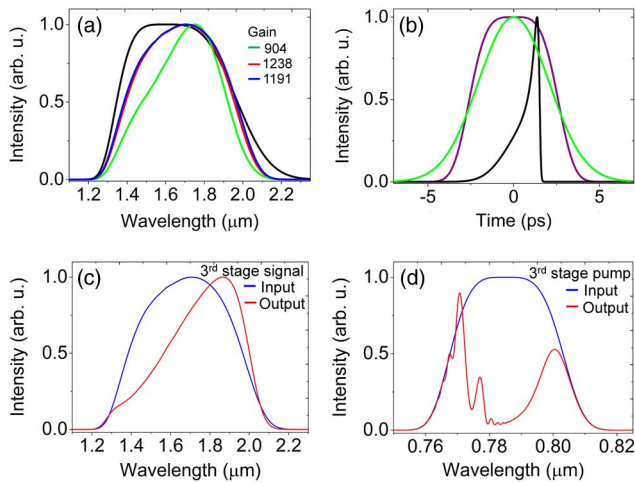 (a)
Gain
904
1238
1191
Intensity (arb. u.)
1.0
0.5
0.0
1.2 1.4 1.6 1.8 2.0 2.2
Wavelength (μm)
(b)
Intensity (arb. u.)
1.0
0.5
0.0
-5 0 5
Time (ps)
(c)
3rd stage signal
Input
Output
Intensity (arb. u.)
1.0
0.5
0.0
1.2 1.4 1.6 1.8 2.0 2.2
Wavelength (μm)
(d)
3rd stage pump
Input
Output
Intensity (arb. u.)
1.0
0.5
0.0
0.76 0.78 0.80 0.82
Wavelength (μm)